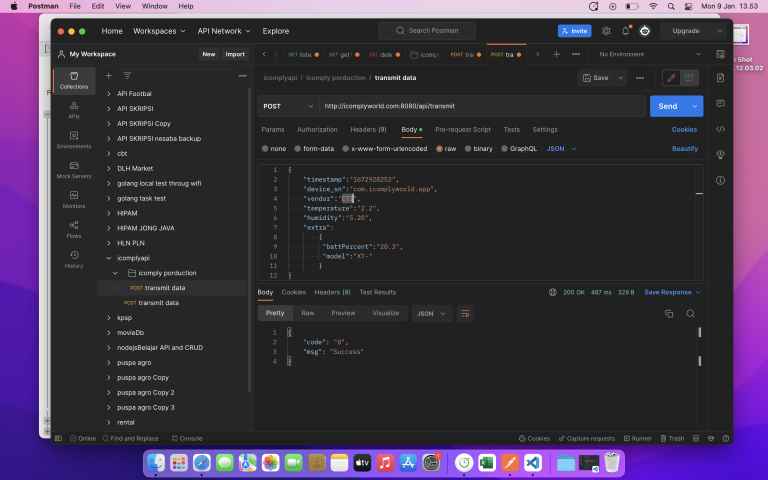 Postman File Edit View Window Help Mon 9 Jan 13.53
Home Workspaces API Network Explore Search Postman Invite Upgrade
My Workspace New Import GET listv. GET get DEL dele icomp POST tra POST tra No Environment
Collections
APIs
Environments
Mock Servers
Monitors
Flows
History
API Footbal
API SKRIPSI
API SKRIPSI Copy
API SKRIPSI nesaba backup
cbt
DLH Market
golang local test throug wifi
golang task test
HIPAM
HIPAM JONG JAVA
HLN PLN
icomplyapi
icomply porduction
POST transmit data
POST transmit data
kpsp
movieDb
nodejsBelajar API and CRUD
puspa agro
puspa agro Copy
puspa agro Copy 2
puspa agro Copy 3
rental
icomplyapi / icomply porduction / transmit data Save
POST http://icomplyworld.com:8080/api/transmit Send
Params Authorization Headers (9) Body Pre-request Script Tests Settings Cookies
none form-data x-www-form-urlencoded raw binary GraphQL JSON Beautify
1 {
2 "timestamp":"1672928252",
3 "device_sn":"com.icomplyworld.app",
4 "vendor":"ETI",
5 "temperature":"2.2",
6 "humidity":"5.20",
7 "extra":
8 {
9 "battPercent":"20.3",
10 "model":"XT-"
11 }
12 }
Body Cookies Headers (9) Test Results 200 OK 487 ms 329 B Save Response
Pretty Raw Preview Visualize JSON
1 {
2 "code": "0",
3 "msg": "Success"
4 }
Online Find and Replace Console Cookies Capture requests Runner Trash
n Shot
12.03.02
tv
1